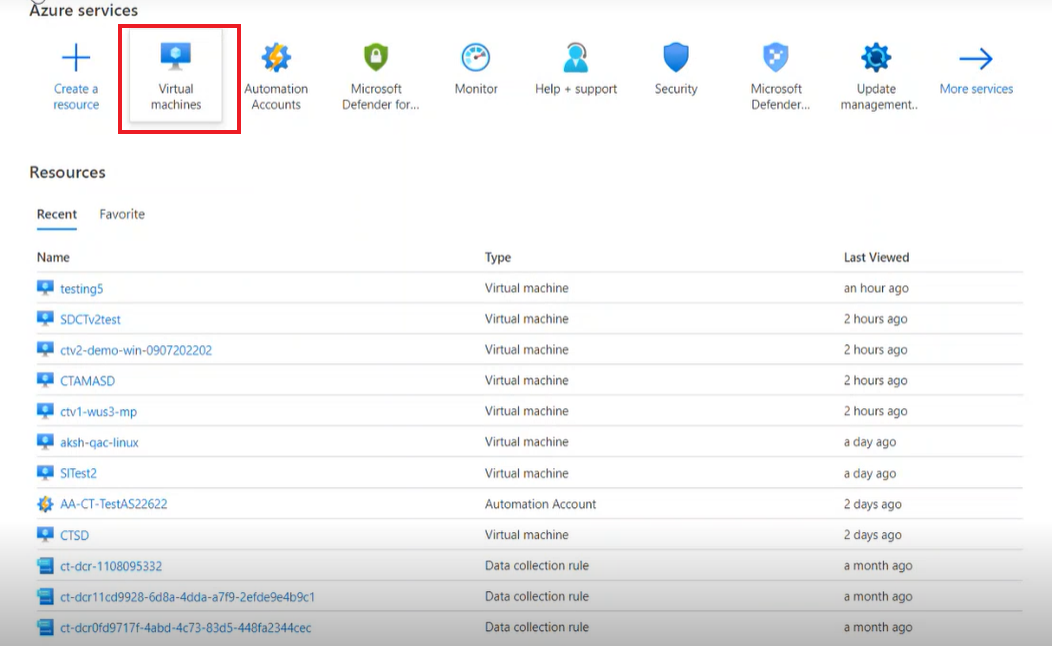 Azure services
Create a resource
Virtual machines
Automation Accounts
Microsoft Defender for...
Monitor
Help + support
Security
Microsoft Defender...
Update management..
More services
Resources
Recent Favorite
Name Type Last Viewed
testing5 Virtual machine an hour ago
SDCTv2test Virtual machine 2 hours ago
ctv2-demo-win-0907202202 Virtual machine 2 hours ago
CTAMASD Virtual machine 2 hours ago
ctv1-wus3-mp Virtual machine 2 hours ago
aksh-qac-linux Virtual machine a day ago
SITest2 Virtual machine a day ago
AA-CT-TestAS22622 Automation Account 2 days ago
CTSD Virtual machine 2 days ago
ct-dcr-1108095332 Data collection rule a month ago
ct-dcr11cd9928-6d8a-4dda-a7f9-2efde9e4b9c1 Data collection rule a month ago
ct-dcr0fd9717f-4abd-4c73-83d5-448fa2344cec Data collection rule a month ago